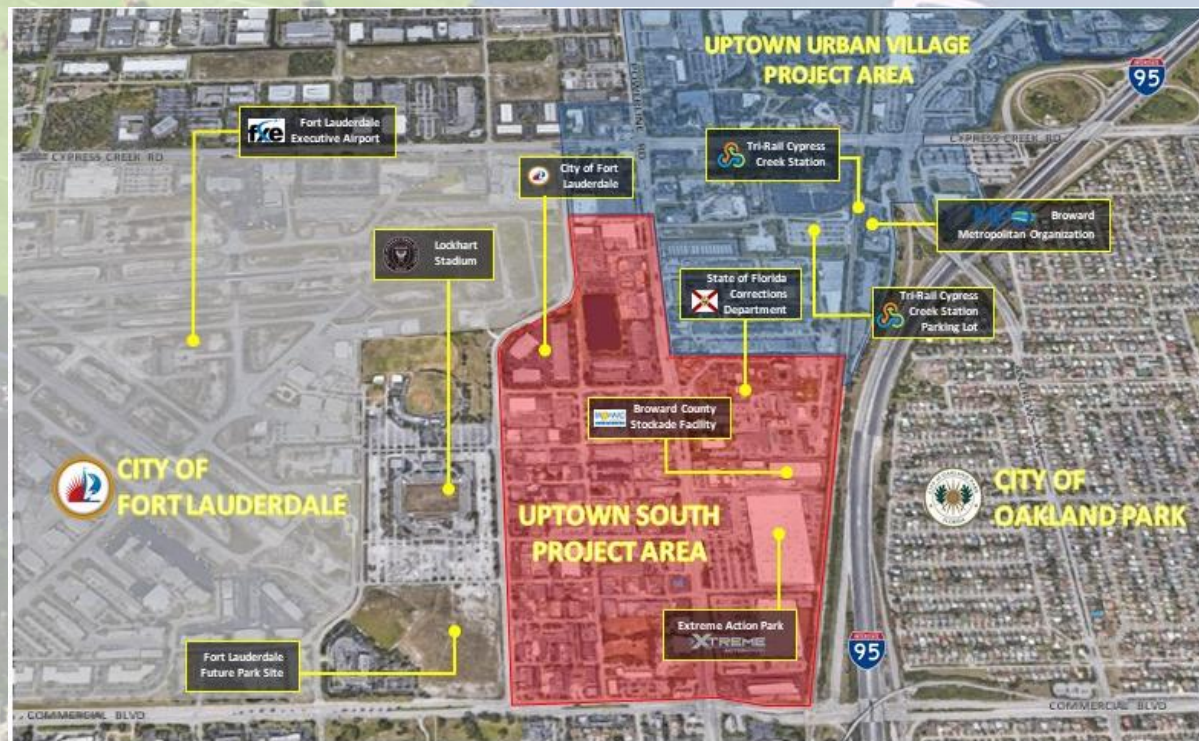 UPTOWN URBAN VILLAGE
PROJECT AREA
INTERSTATE
95
fxe
Fort Lauderdale
Executive Airport
CYPRESS CREEK RD
CYPRESS CREEK RD
City of Fort
Lauderdale
Tri-Rail Cypress
Creek Station
Broward
Metropolitan Organization
Lockhart
Stadium
State of Florida
Corrections
Department
Tri-Rail Cypress
Creek Station
Parking Lot
Broward County
Stockade Facility
CITY OF
FORT LAUDERDALE
UPTOWN SOUTH
PROJECT AREA
CITY OF
OAKLAND PARK
Extreme Action Park
XTREME
Fort Lauderdale
Future Park Site
INTERSTATE
95
COMMERCIAL BLVD
COMMERCIAL BLVD